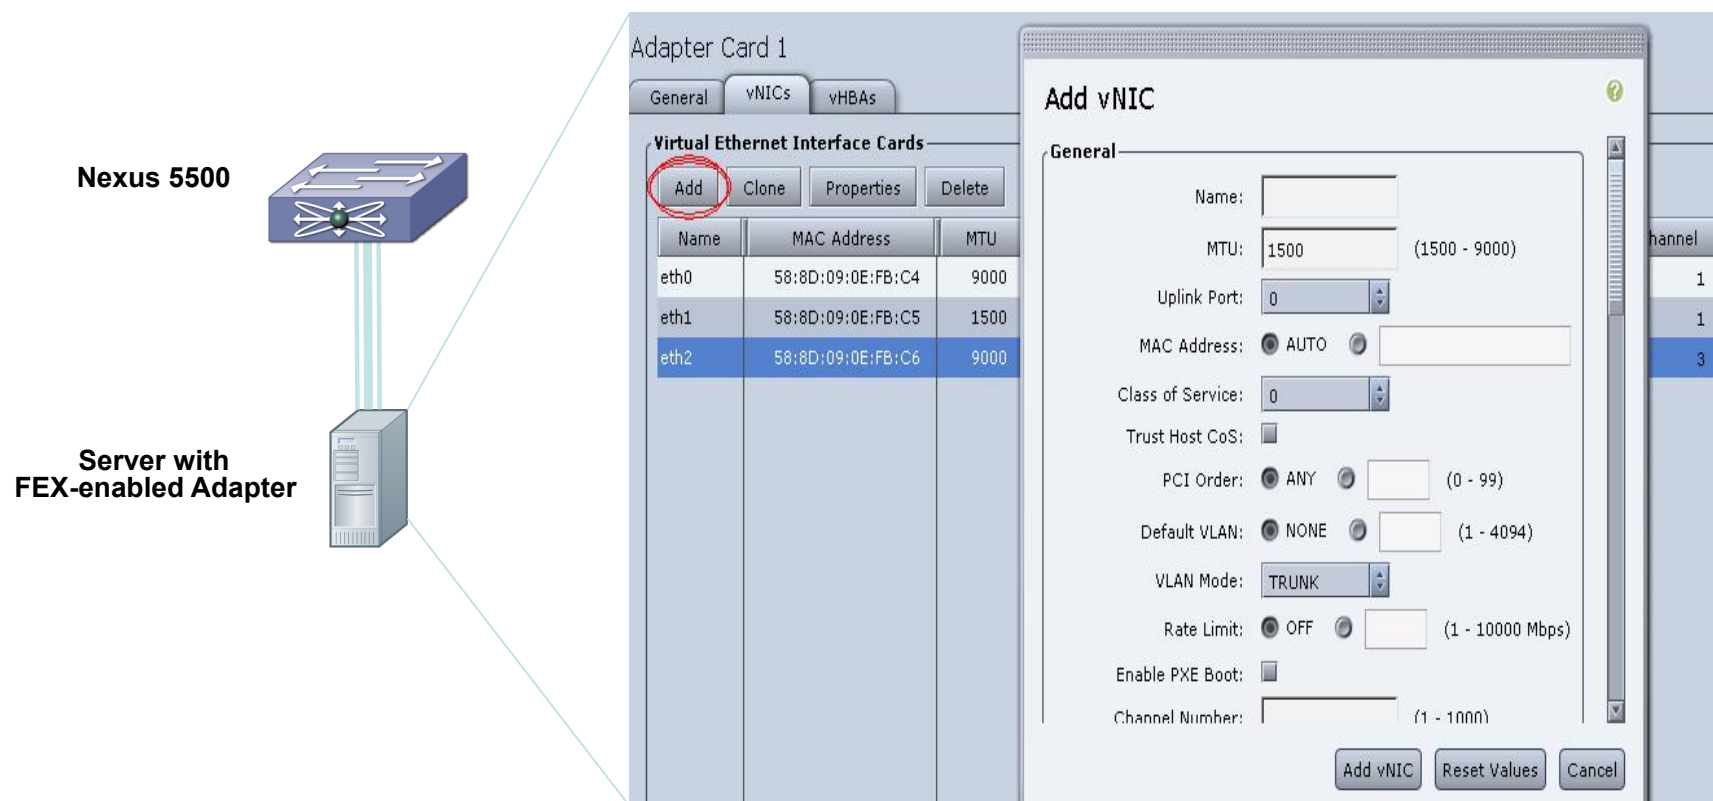 Nexus 5500
Server with
FEX-enabled Adapter
Adapter Card 1
General vNICs vHBAs
Virtual Ethernet Interface Cards
Add Clone Properties Delete
Name MAC Address MTU hannel
eth0 58:8D:09:0E:FB:C4 9000 1
eth1 58:8D:09:0E:FB:C5 1500 1
eth2 58:8D:09:0E:FB:C6 9000 3
Add vNIC ?
General
Name:
MTU: 1500 (1500 - 9000)
Uplink Port: 0
MAC Address: AUTO
Class of Service: 0
Trust Host CoS:
PCI Order: ANY (0 - 99)
Default VLAN: NONE (1 - 4094)
VLAN Mode: TRUNK
Rate Limit: OFF (1 - 10000 Mbps)
Enable PXE Boot:
Channel Number: (1 - 1000)
Add vNIC Reset Values Cancel